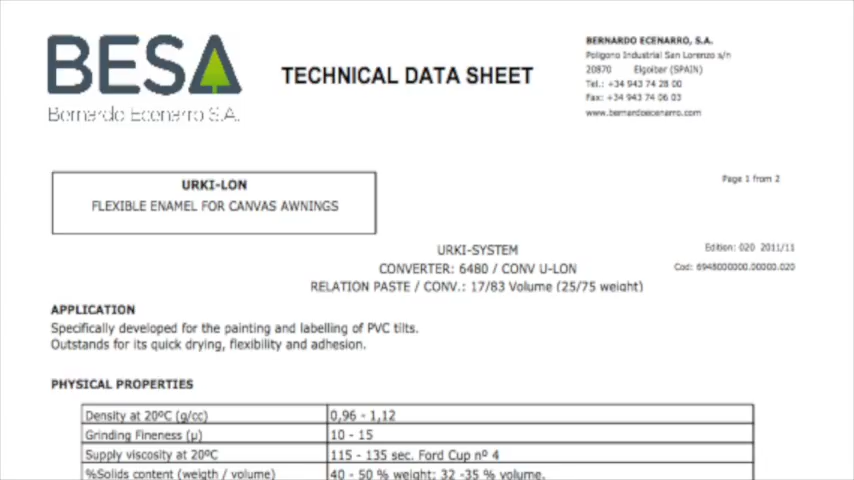 BESA
Bernardo Ecenarro S.A.
TECHNICAL DATA SHEET
BERNARDO ECENARRO, S.A.
Poligono Industrial San Lorenzo s/n
20870 Elgoibar (SPAIN)
Tel.: +34 943 74 28 00
Fax: +34 943 74 06 03
www.bernardoecenarro.com
Page 1 from 2
URKI-LON
FLEXIBLE ENAMEL FOR CANVAS AWNINGS
URKI-SYSTEM
CONVERTER: 6480 / CONV U-LON
RELATION PASTE / CONV.: 17/83 Volume (25/75 weight)
Edition: 020 2011/11
Cod: 6948000000.00000.020
APPLICATION
Specifically developed for the painting and labelling of PVC tilts.
Outstands for its quick drying, flexibility and adhesion.
PHYSICAL PROPERTIES
Density at 20ºC (g/cc) 0,96 - 1,12
Grinding Fineness (µ) 10 - 15
Supply viscosity at 20ºC 115 - 135 sec. Ford Cup nº 4
%Solids content (weigth / volume) 40 - 50 % weight; 32 -35 % volume.